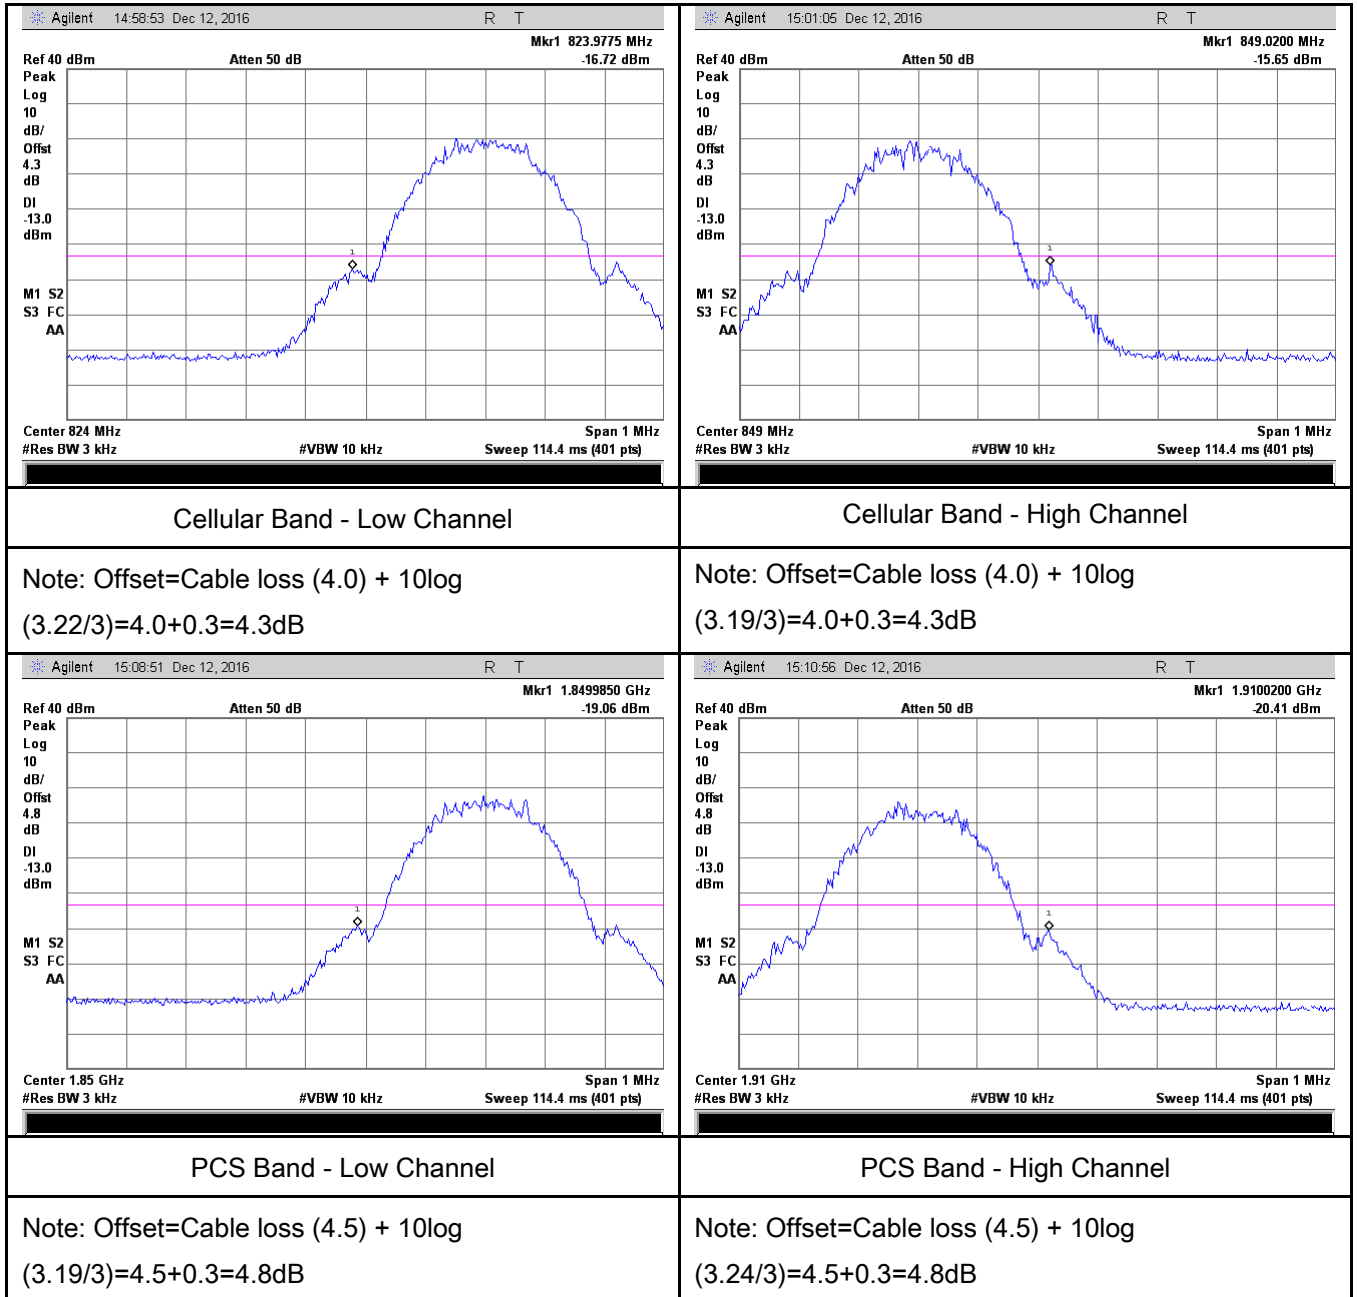 Agilent 14:58:53 Dec 12, 2016 R T
Mkr1 823.9775 MHz
Ref 40 dBm Atten 50 dB -16.72 dBm
Peak
Log
10
dB/
Offst
4.3
dB
DI
-13.0
dBm
1
M1 S2
S3 FC
AA
Center 824 MHz Span 1 MHz
#Res BW 3 kHz #VBW 10 kHz Sweep 114.4 ms (401 pts)
Agilent 15:01:05 Dec 12, 2016 R T
Mkr1 849.0200 MHz
Ref 40 dBm Atten 50 dB -15.65 dBm
Peak
Log
10
dB/
Offst
4.3
dB
DI
-13.0
dBm
1
M1 S2
S3 FC
AA
Center 849 MHz Span 1 MHz
#Res BW 3 kHz #VBW 10 kHz Sweep 114.4 ms (401 pts)
Cellular Band - Low Channel
Cellular Band - High Channel
Note: Offset=Cable loss (4.0) + 10log
(3.22/3)=4.0+0.3=4.3dB
Note: Offset=Cable loss (4.0) + 10log
(3.19/3)=4.0+0.3=4.3dB
Agilent 15:08:51 Dec 12, 2016 R T
Mkr1 1.8499850 GHz
Ref 40 dBm Atten 50 dB -19.06 dBm
Peak
Log
10
dB/
Offst
4.8
dB
DI
-13.0
dBm
1
M1 S2
S3 FC
AA
Center 1.85 GHz Span 1 MHz
#Res BW 3 kHz #VBW 10 kHz Sweep 114.4 ms (401 pts)
Agilent 15:10:56 Dec 12, 2016 R T
Mkr1 1.9100200 GHz
Ref 40 dBm Atten 50 dB -20.41 dBm
Peak
Log
10
dB/
Offst
4.8
dB
DI
-13.0
dBm
1
M1 S2
S3 FC
AA
Center 1.91 GHz Span 1 MHz
#Res BW 3 kHz #VBW 10 kHz Sweep 114.4 ms (401 pts)
PCS Band - Low Channel
PCS Band - High Channel
Note: Offset=Cable loss (4.5) + 10log
(3.19/3)=4.5+0.3=4.8dB
Note: Offset=Cable loss (4.5) + 10log
(3.24/3)=4.5+0.3=4.8dB